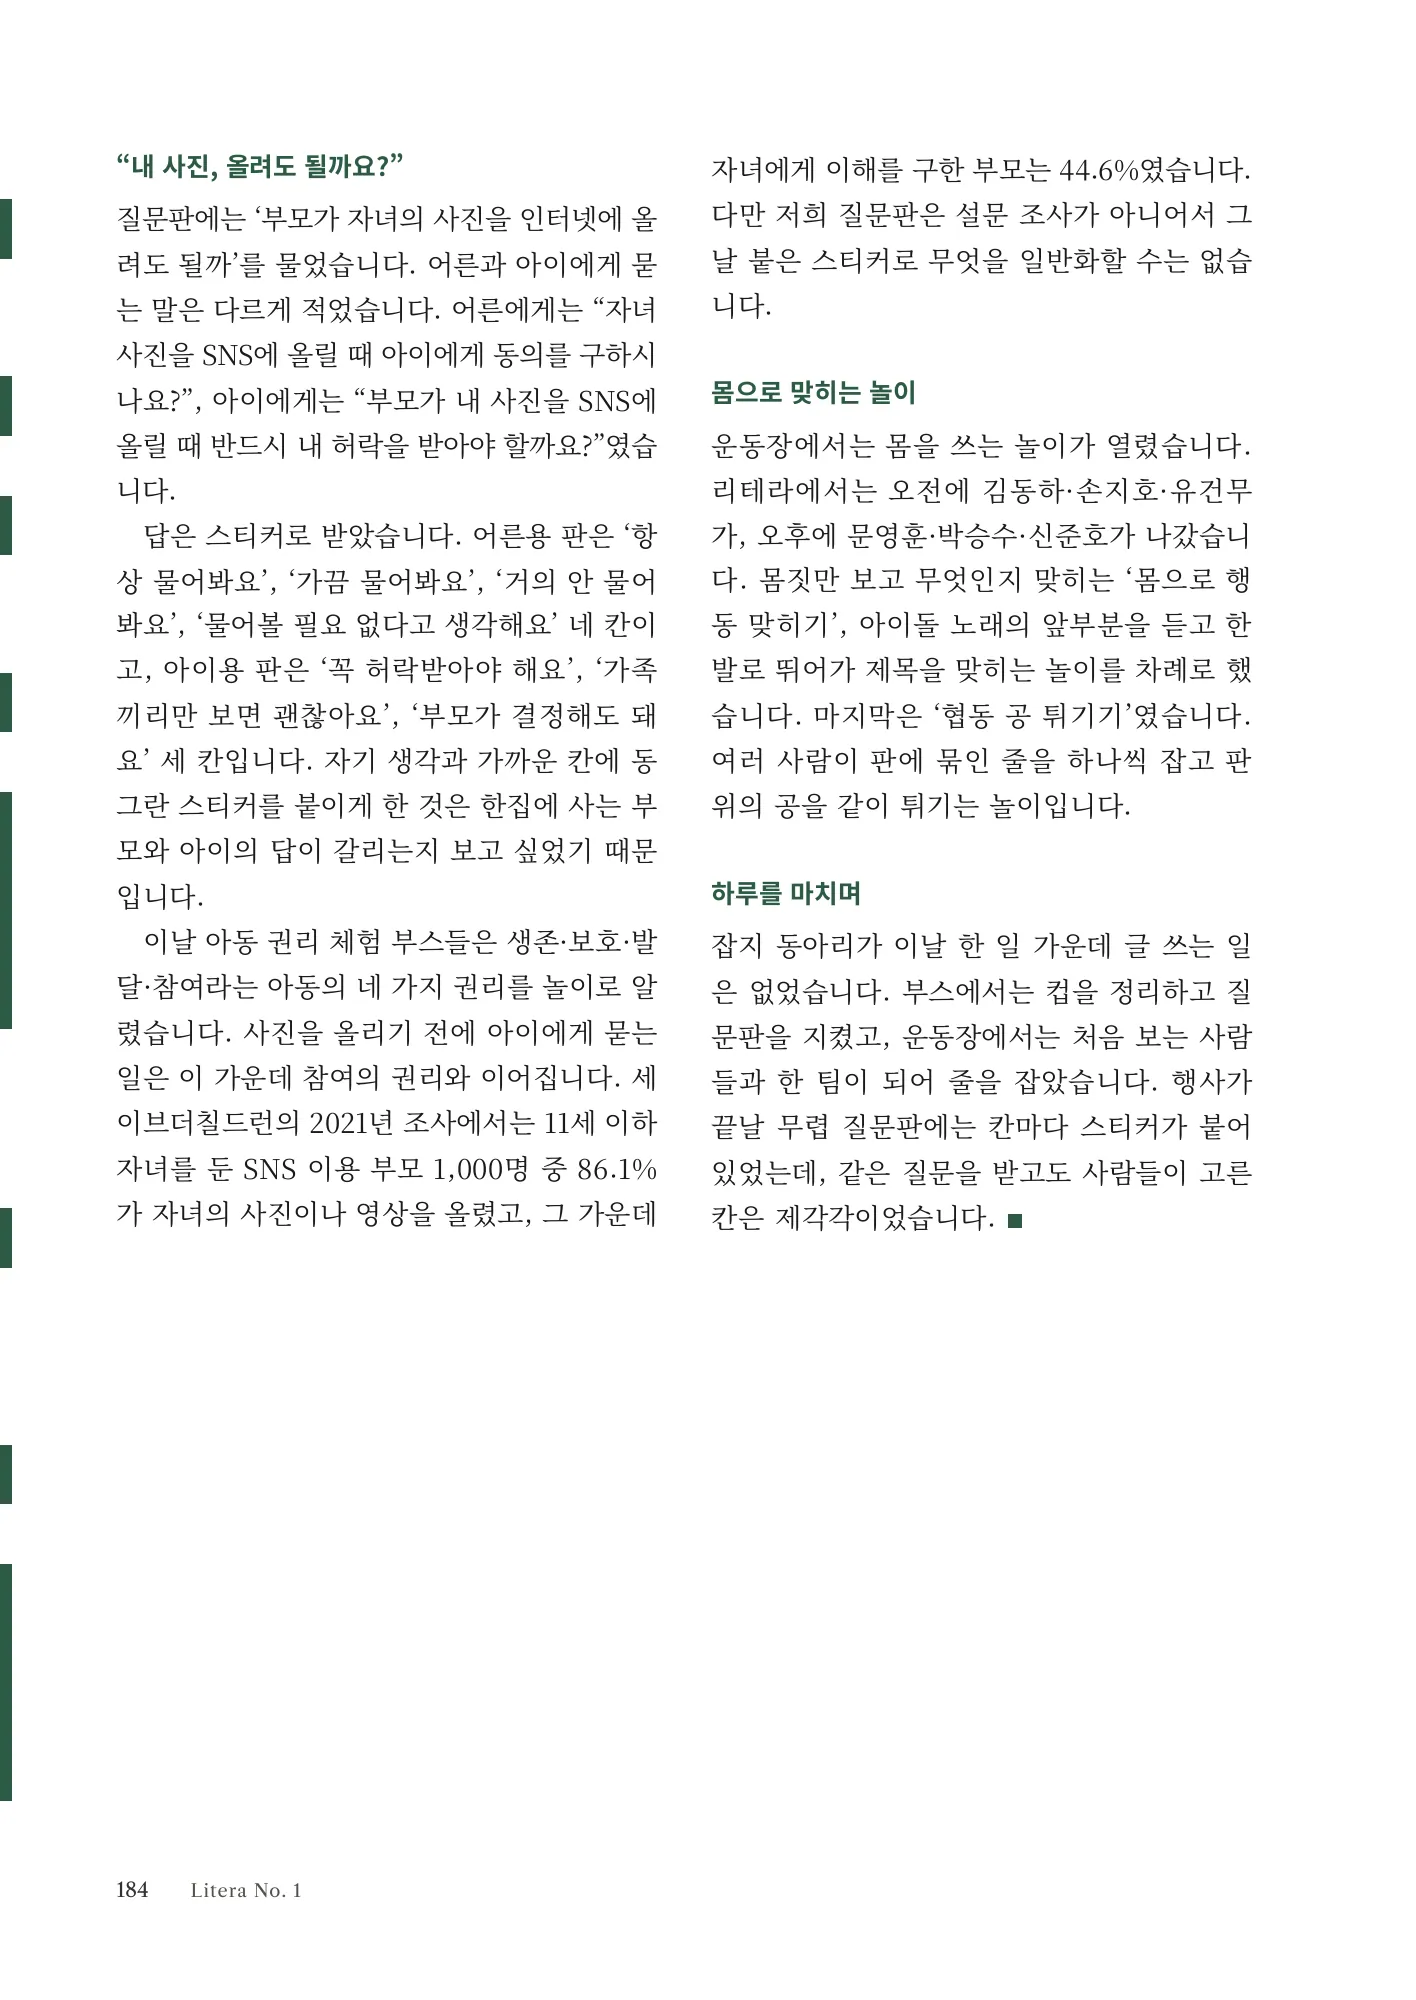 “내 사진, 올려도 될까요?”
질문판에는 ‘부모가 자녀의 사진을 인터넷에 올
려도 될까’를 물었습니다. 어른과 아이에게 묻
는 말은 다르게 적었습니다. 어른에게는 “자녀
사진을 SNS에 올릴 때 아이에게 동의를 구하시
나요?”, 아이에게는 “부모가 내 사진을 SNS에
올릴 때 반드시 내 허락을 받아야 할까요?”였습
니다.
답은 스티커로 받았습니다. 어른용 판은 ‘항
상 물어봐요’, ‘가끔 물어봐요’, ‘거의 안 물어
봐요’, ‘물어볼 필요 없다고 생각해요’ 네 칸이
고, 아이용 판은 ‘꼭 허락받아야 해요’, ‘가족
끼리만 보면 괜찮아요’, ‘부모가 결정해도 돼
요’ 세 칸입니다. 자기 생각과 가까운 칸에 동
그란 스티커를 붙이게 한 것은 한집에 사는 부
모와 아이의 답이 갈리는지 보고 싶었기 때문
입니다.
이날 아동 권리 체험 부스들은 생존·보호·발
달·참여라는 아동의 네 가지 권리를 놀이로 알
렸습니다. 사진을 올리기 전에 아이에게 묻는
일은 이 가운데 참여의 권리와 이어집니다. 세
이브더칠드런의 2021년 조사에서는 11세 이하
자녀를 둔 SNS 이용 부모 1,000명 중 86.1%
가 자녀의 사진이나 영상을 올렸고, 그 가운데
자녀에게 이해를 구한 부모는 44.6%였습니다.
다만 저희 질문판은 설문 조사가 아니어서 그
날 붙은 스티커로 무엇을 일반화할 수는 없습
니다.
몸으로 맞히는 놀이
운동장에서는 몸을 쓰는 놀이가 열렸습니다.
리테라에서는 오전에 김동하·손지호·유건무
가, 오후에 문영훈·박승수·신준호가 나갔습니
다. 몸짓만 보고 무엇인지 맞히는 ‘몸으로 행
동 맞히기’, 아이돌 노래의 앞부분을 듣고 한
발로 뛰어가 제목을 맞히는 놀이를 차례로 했
습니다. 마지막은 ‘협동 공 튀기기’였습니다.
여러 사람이 판에 묶인 줄을 하나씩 잡고 판
위의 공을 같이 튀기는 놀이입니다.
하루를 마치며
잡지 동아리가 이날 한 일 가운데 글 쓰는 일
은 없었습니다. 부스에서는 컵을 정리하고 질
문판을 지켰고, 운동장에서는 처음 보는 사람
들과 한 팀이 되어 줄을 잡았습니다. 행사가
끝날 무렵 질문판에는 칸마다 스티커가 붙어
있었는데, 같은 질문을 받고도 사람들이 고른
칸은 제각각이었습니다. ■
184 Litera No. 1